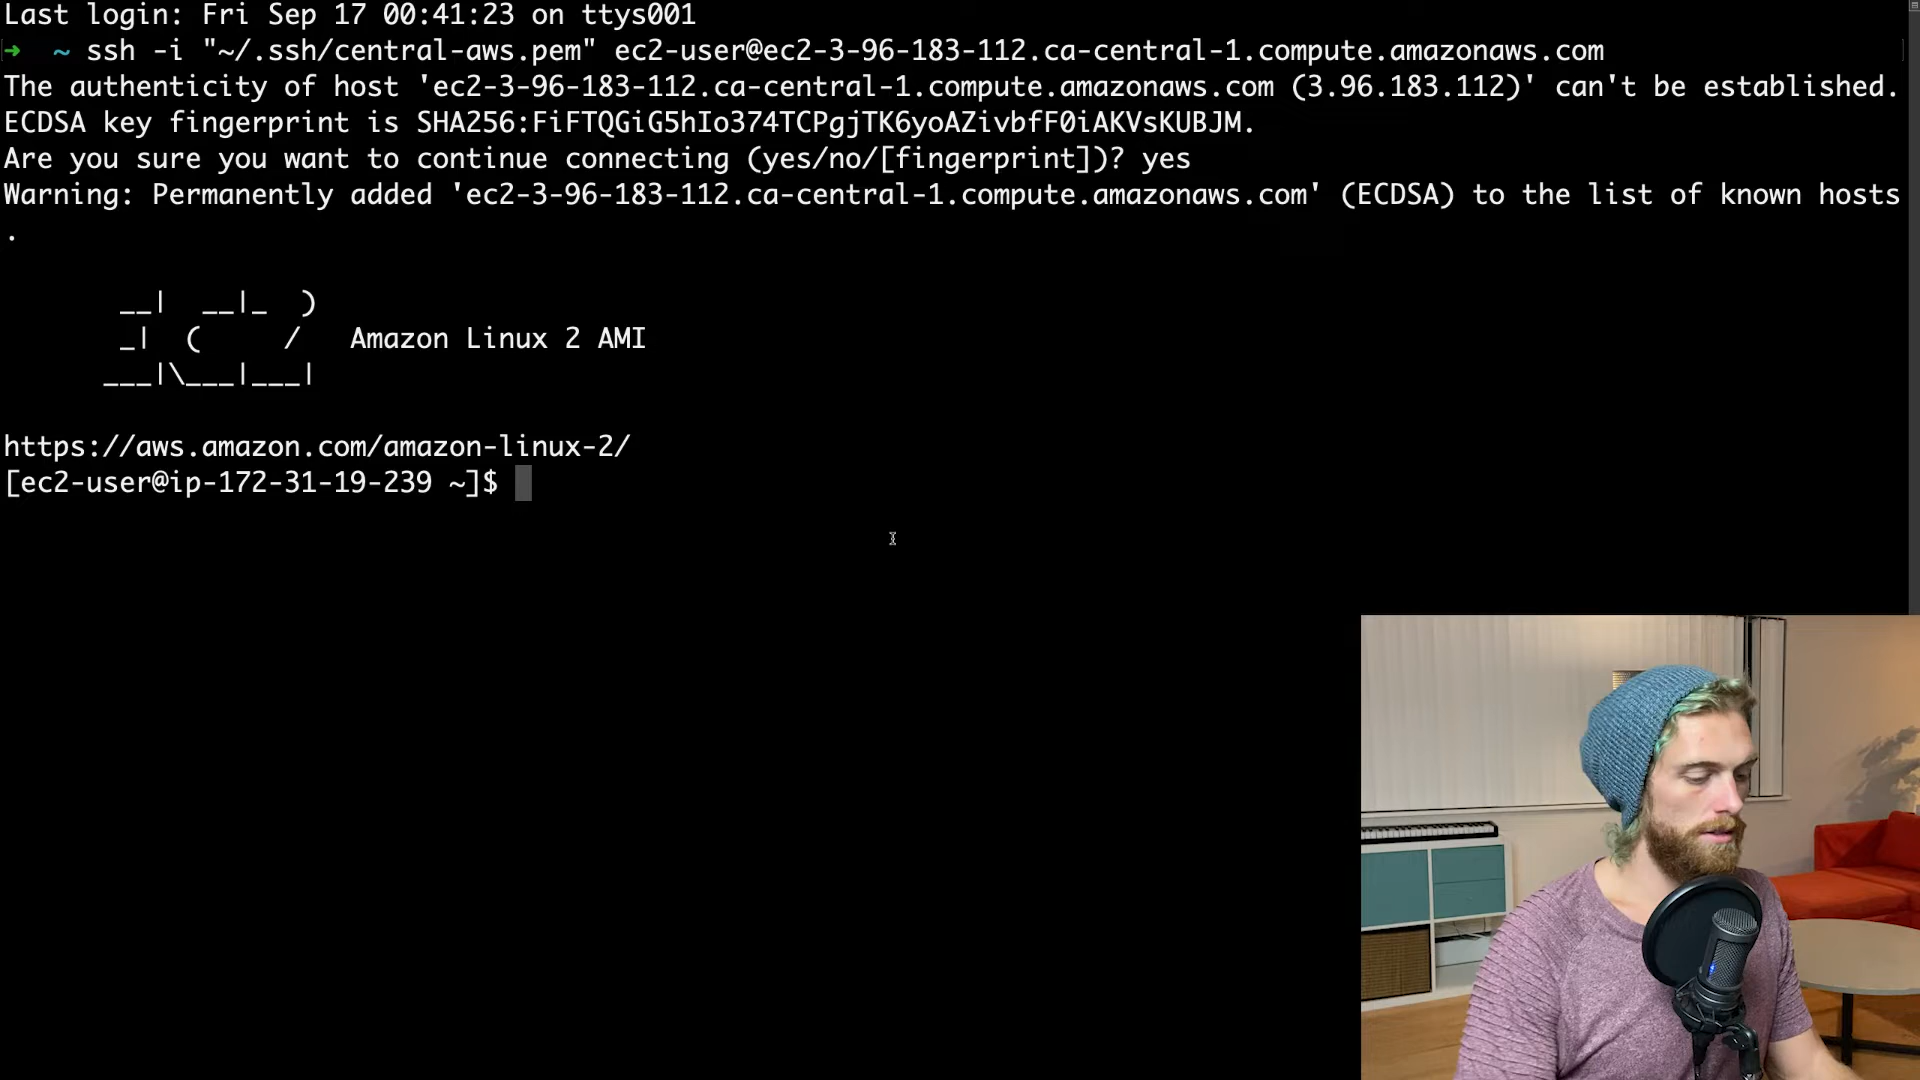 Last login: Fri Sep 17 00:41:23 on ttys001
➜  ~ ssh -i "~/.ssh/central-aws.pem" ec2-user@ec2-3-96-183-112.ca-central-1.compute.amazonaws.com
The authenticity of host 'ec2-3-96-183-112.ca-central-1.compute.amazonaws.com (3.96.183.112)' can't be established.
ECDSA key fingerprint is SHA256:FiFTQGiG5hIo374TCPgjTK6yoAZivbfF0iAKVsKUBJM.
Are you sure you want to continue connecting (yes/no/[fingerprint])? yes
Warning: Permanently added 'ec2-3-96-183-112.ca-central-1.compute.amazonaws.com' (ECDSA) to the list of known hosts
.
       __|  __|_  )
       _|  (     /   Amazon Linux 2 AMI
      ___|\___|___|
https://aws.amazon.com/amazon-linux-2/
[ec2-user@ip-172-31-19-239 ~]$